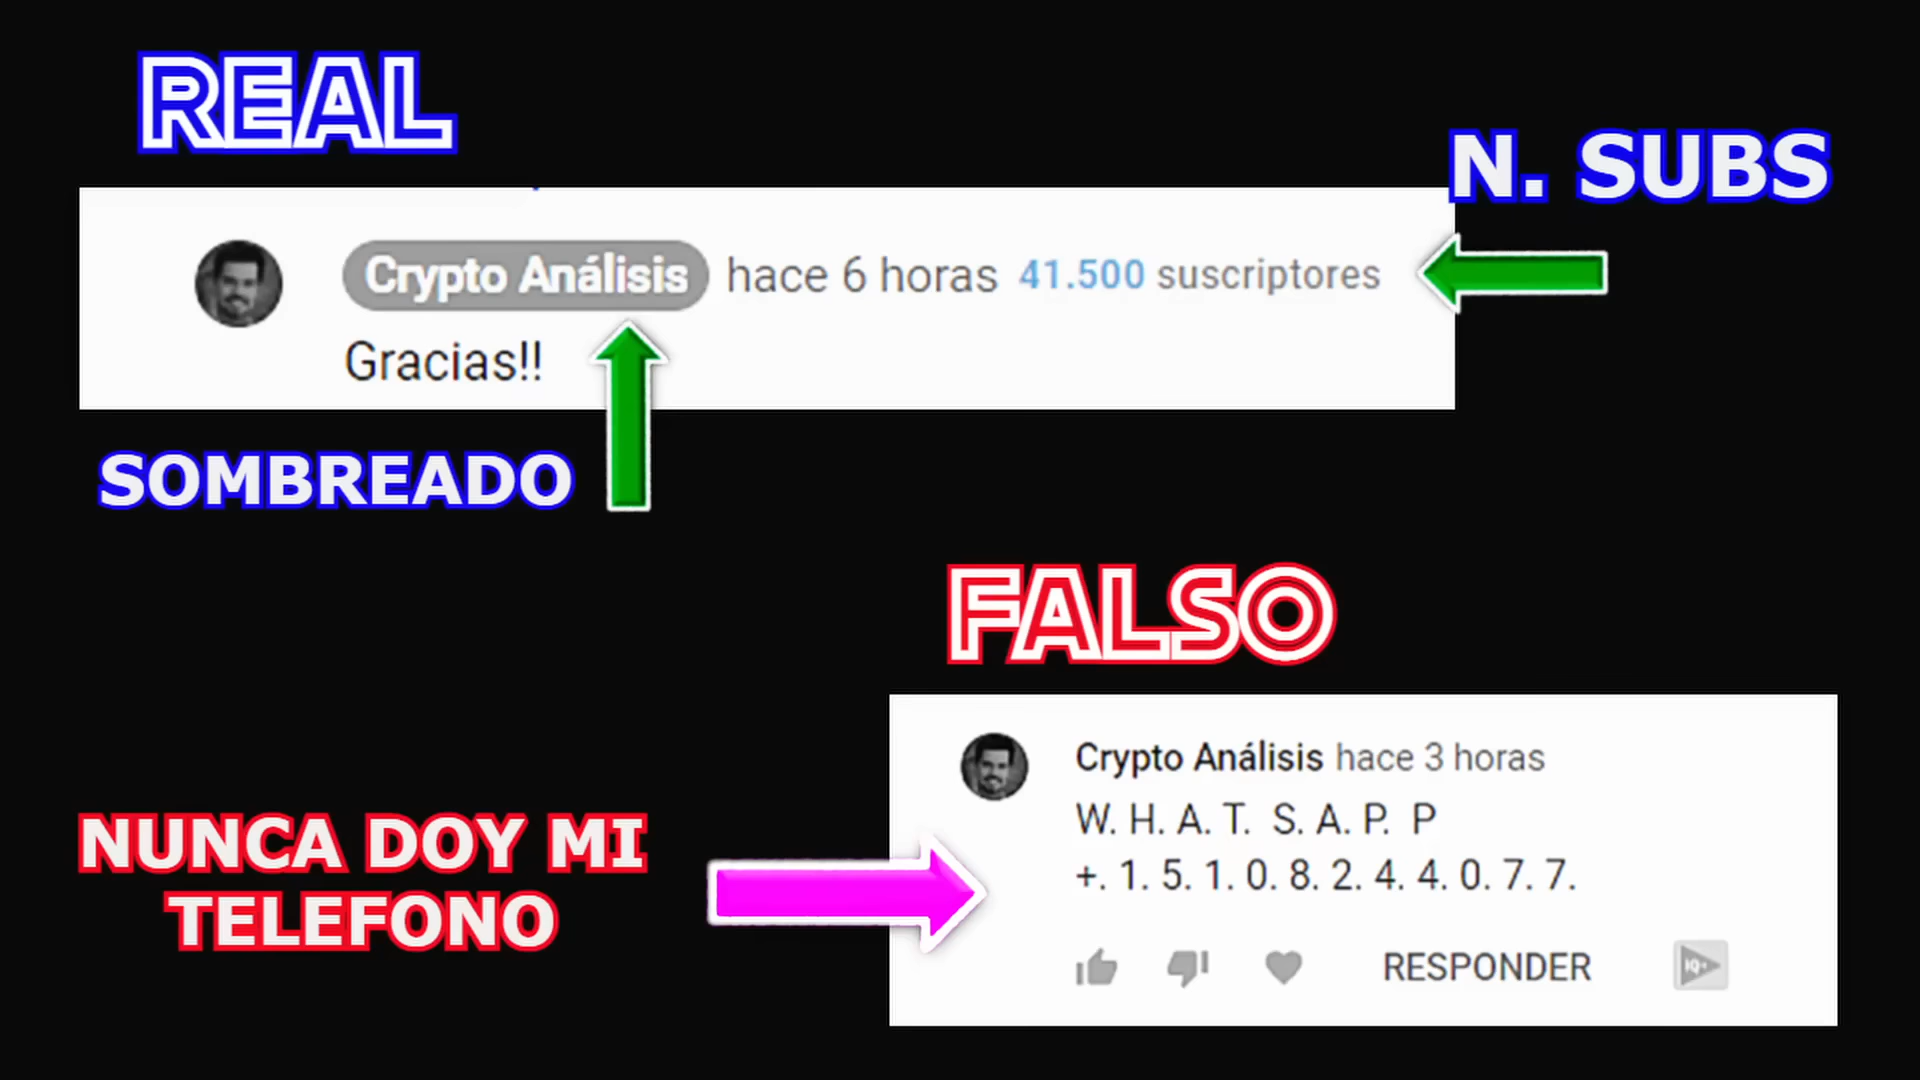 REAL
N. SUBS
Crypto Análisis hace 6 horas 41.500 suscriptores
Gracias!!
SOMBREADO
FALSO
Crypto Análisis hace 3 horas
W. H. A. T. S. A. P. P
+. 1. 5. 1. 0. 8. 2. 4. 4. 0. 7. 7.
NUNCA DOY MI
TELEFONO
RESPONDER
IQ+